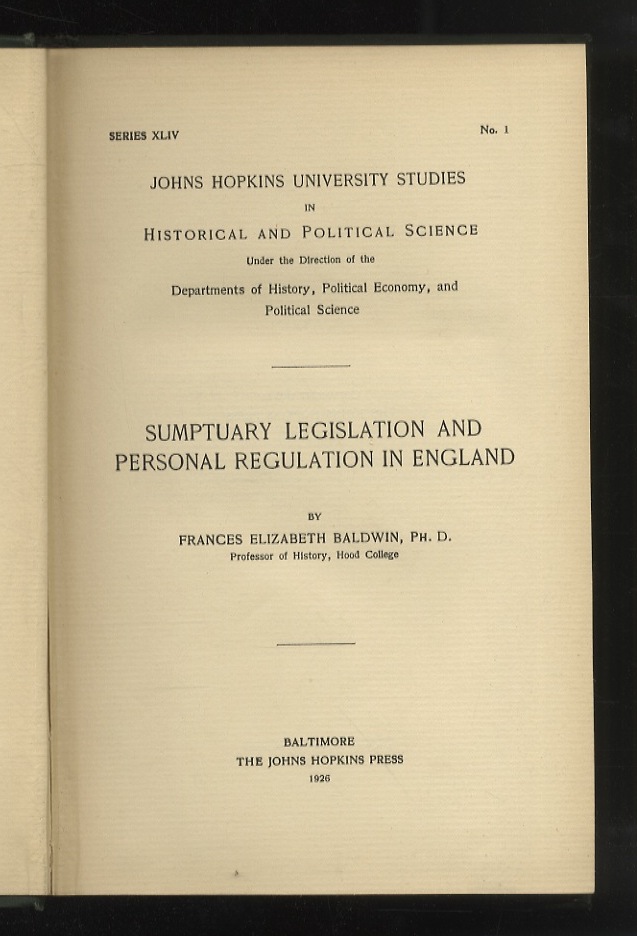 SERIES XLIV No. 1
JOHNS HOPKINS UNIVERSITY STUDIES
IN
HISTORICAL AND POLITICAL SCIENCE
Under the Direction of the
Departments of History, Political Economy, and
Political Science
SUMPTUARY LEGISLATION AND
PERSONAL REGULATION IN ENGLAND
BY
FRANCES ELIZABETH BALDWIN, PH. D.
Professor of History, Hood College
BALTIMORE
THE JOHNS HOPKINS PRESS
1926